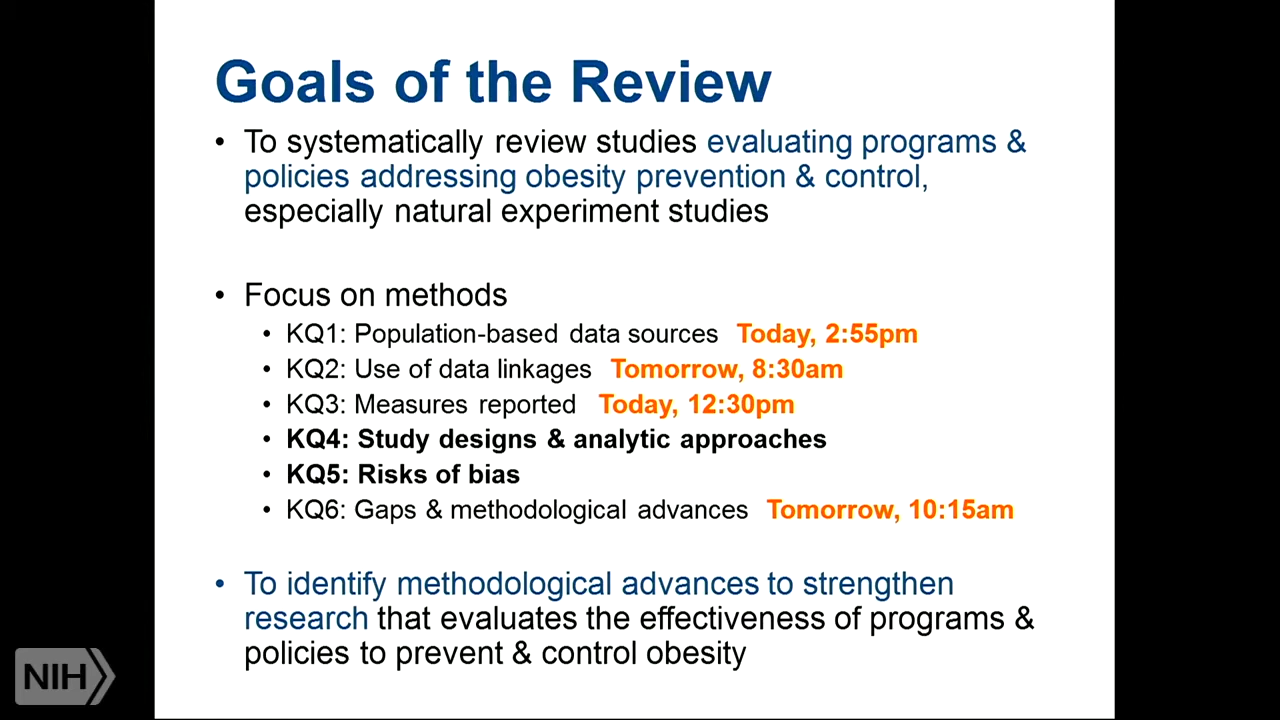 Goals of the Review
• To systematically review studies evaluating programs &
policies addressing obesity prevention & control,
especially natural experiment studies
• Focus on methods
• KQ1: Population-based data sources Today, 2:55pm
• KQ2: Use of data linkages Tomorrow, 8:30am
• KQ3: Measures reported Today, 12:30pm
• KQ4: Study designs & analytic approaches
• KQ5: Risks of bias
• KQ6: Gaps & methodological advances Tomorrow, 10:15am
• To identify methodological advances to strengthen
research that evaluates the effectiveness of programs &
policies to prevent & control obesity
NIH